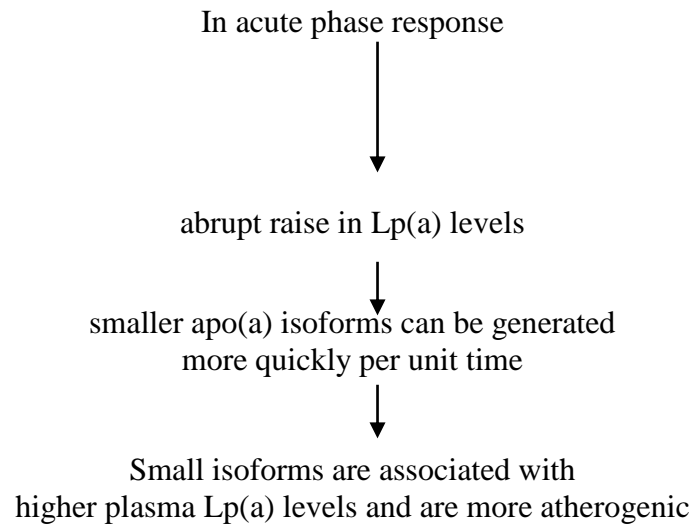 In acute phase response
abrupt raise in Lp(a) levels
smaller apo(a) isoforms can be generated
more quickly per unit time
Small isoforms are associated with
higher plasma Lp(a) levels and are more atherogenic